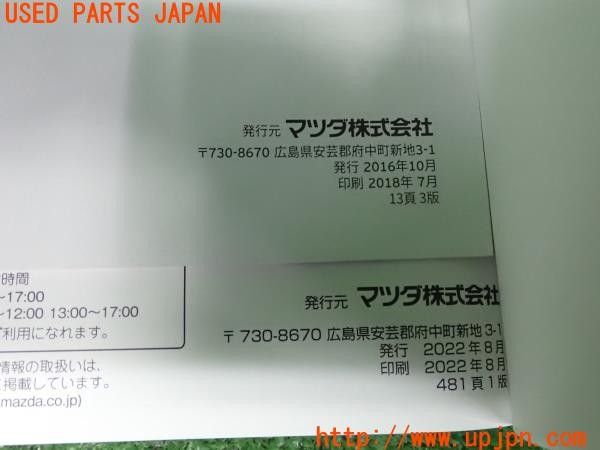 USED PARTS JAPAN
発行元 マツダ株式会社
〒730-8670 広島県安芸郡府中町新地3-1
発行 2016年10月
印刷 2018年 7月
13頁 3版
時間
~17:00
~12:00 13:00~17:00
利用になれます。
情報の取扱いは、
掲載しています。
mazda.co.jp)
発行元 マツダ株式会社
〒 730-8670 広島県安芸郡府中町新地 3-1
発行 2022年 8月
印刷 2022年 8月
481 頁 1 版
http://www.upjpn.com/